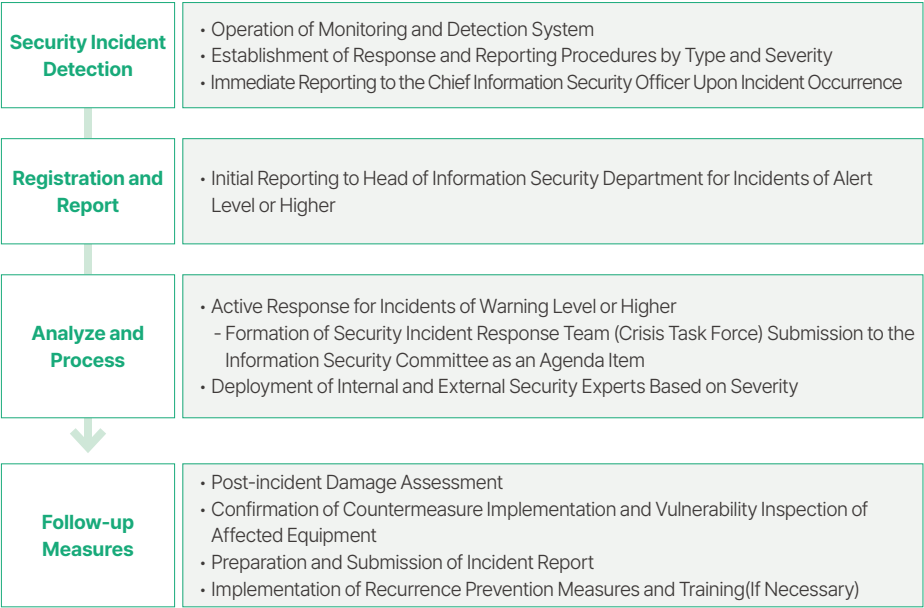 Security Incident
Detection
• Operation of Monitoring and Detection System
• Establishment of Response and Reporting Procedures by Type and Severity
• Immediate Reporting to the Chief Information Security Officer Upon Incident Occurrence
Registration and
Report
• Initial Reporting to Head of Information Security Department for Incidents of Alert
Level or Higher
Analyze and
Process
• Active Response for Incidents of Warning Level or Higher
- Formation of Security Incident Response Team (Crisis Task Force) Submission to the
Information Security Committee as an Agenda Item
• Deployment of Internal and External Security Experts Based on Severity
Follow-up
Measures
• Post-incident Damage Assessment
• Confirmation of Countermeasure Implementation and Vulnerability Inspection of
Affected Equipment
• Preparation and Submission of Incident Report
• Implementation of Recurrence Prevention Measures and Training(If Necessary)